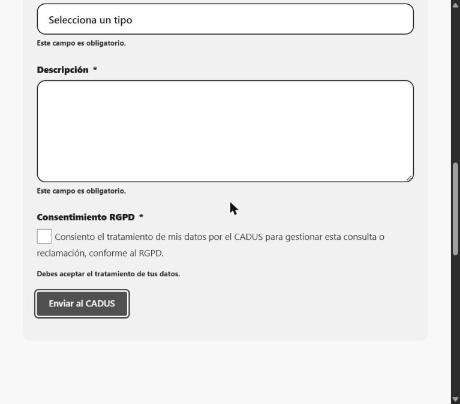 Selecciona un tipo
Este campo es obligatorio.
Descripción *
Este campo es obligatorio.
Consentimiento RGPD *
Consiento el tratamiento de mis datos por el CADUS para gestionar esta consulta o
reclamación, conforme al RGPD.
Debes aceptar el tratamiento de tus datos.
Enviar al CADUS